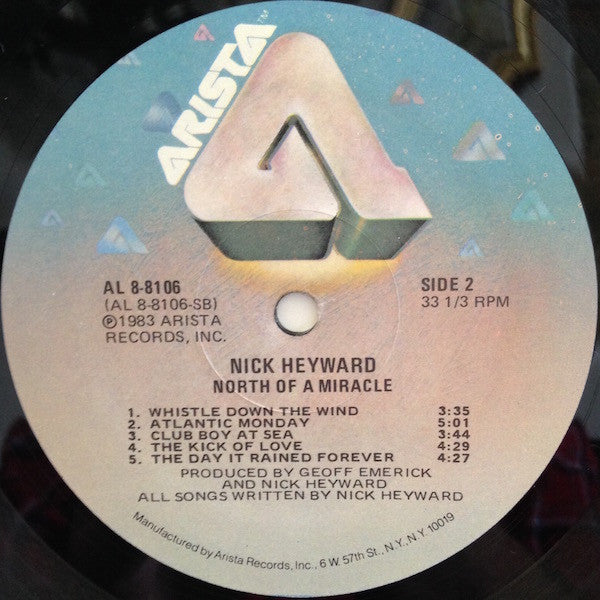 ARISTA™
AL 8-8106
(AL 8-8106-SB)
℗1983 ARISTA
RECORDS, INC.
SIDE 2
33 1/3 RPM
NICK HEYWARD
NORTH OF A MIRACLE
1. WHISTLE DOWN THE WIND 3:35
2. ATLANTIC MONDAY 5:01
3. CLUB BOY AT SEA 3:44
4. THE KICK OF LOVE 4:29
5. THE DAY IT RAINED FOREVER 4:27
PRODUCED BY GEOFF EMERICK
AND NICK HEYWARD
ALL SONGS WRITTEN BY NICK HEYWARD
Manufactured by Arista Records, Inc., 6 W. 57th St., N.Y., N.Y. 10019